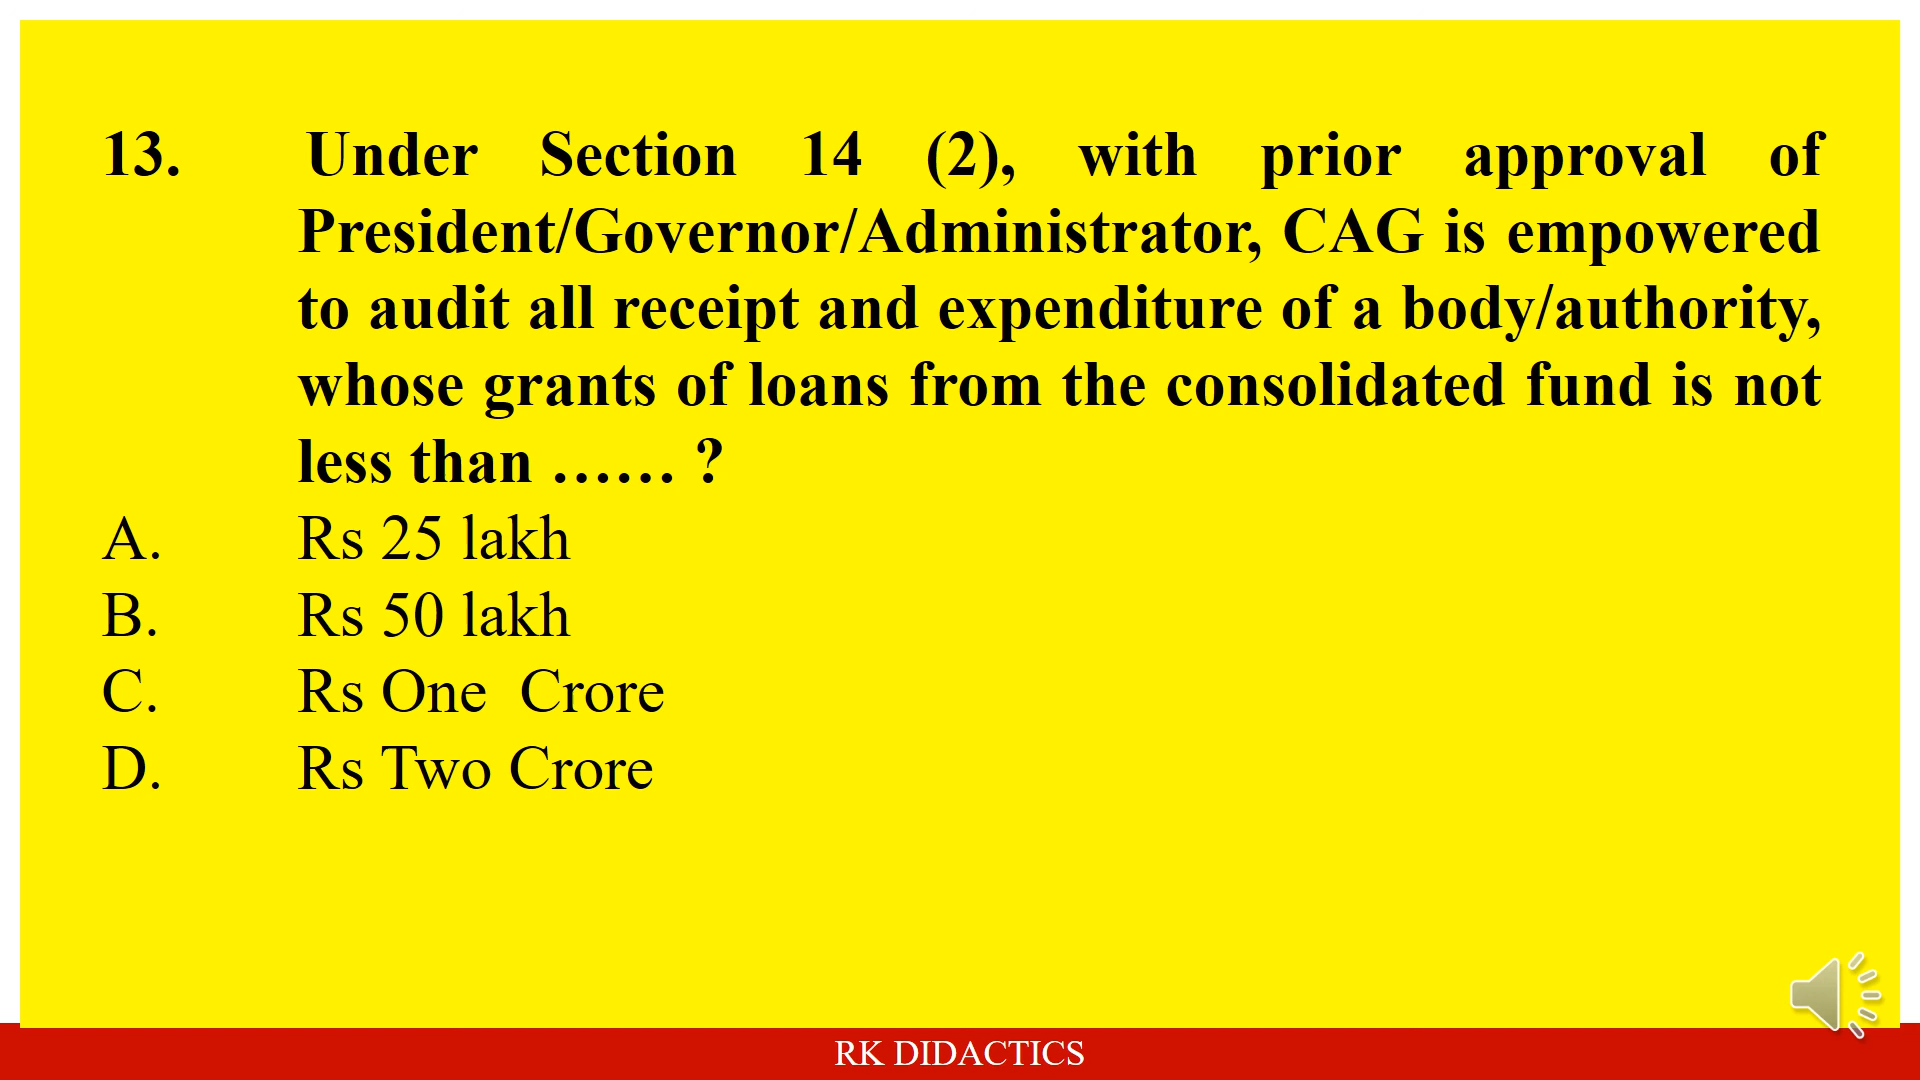 13. Under Section 14 (2), with prior approval of
President/Governor/Administrator, CAG is empowered
to audit all receipt and expenditure of a body/authority,
whose grants of loans from the consolidated fund is not
less than …… ?
A. Rs 25 lakh
B. Rs 50 lakh
C. Rs One Crore
D. Rs Two Crore
RK DIDACTICS